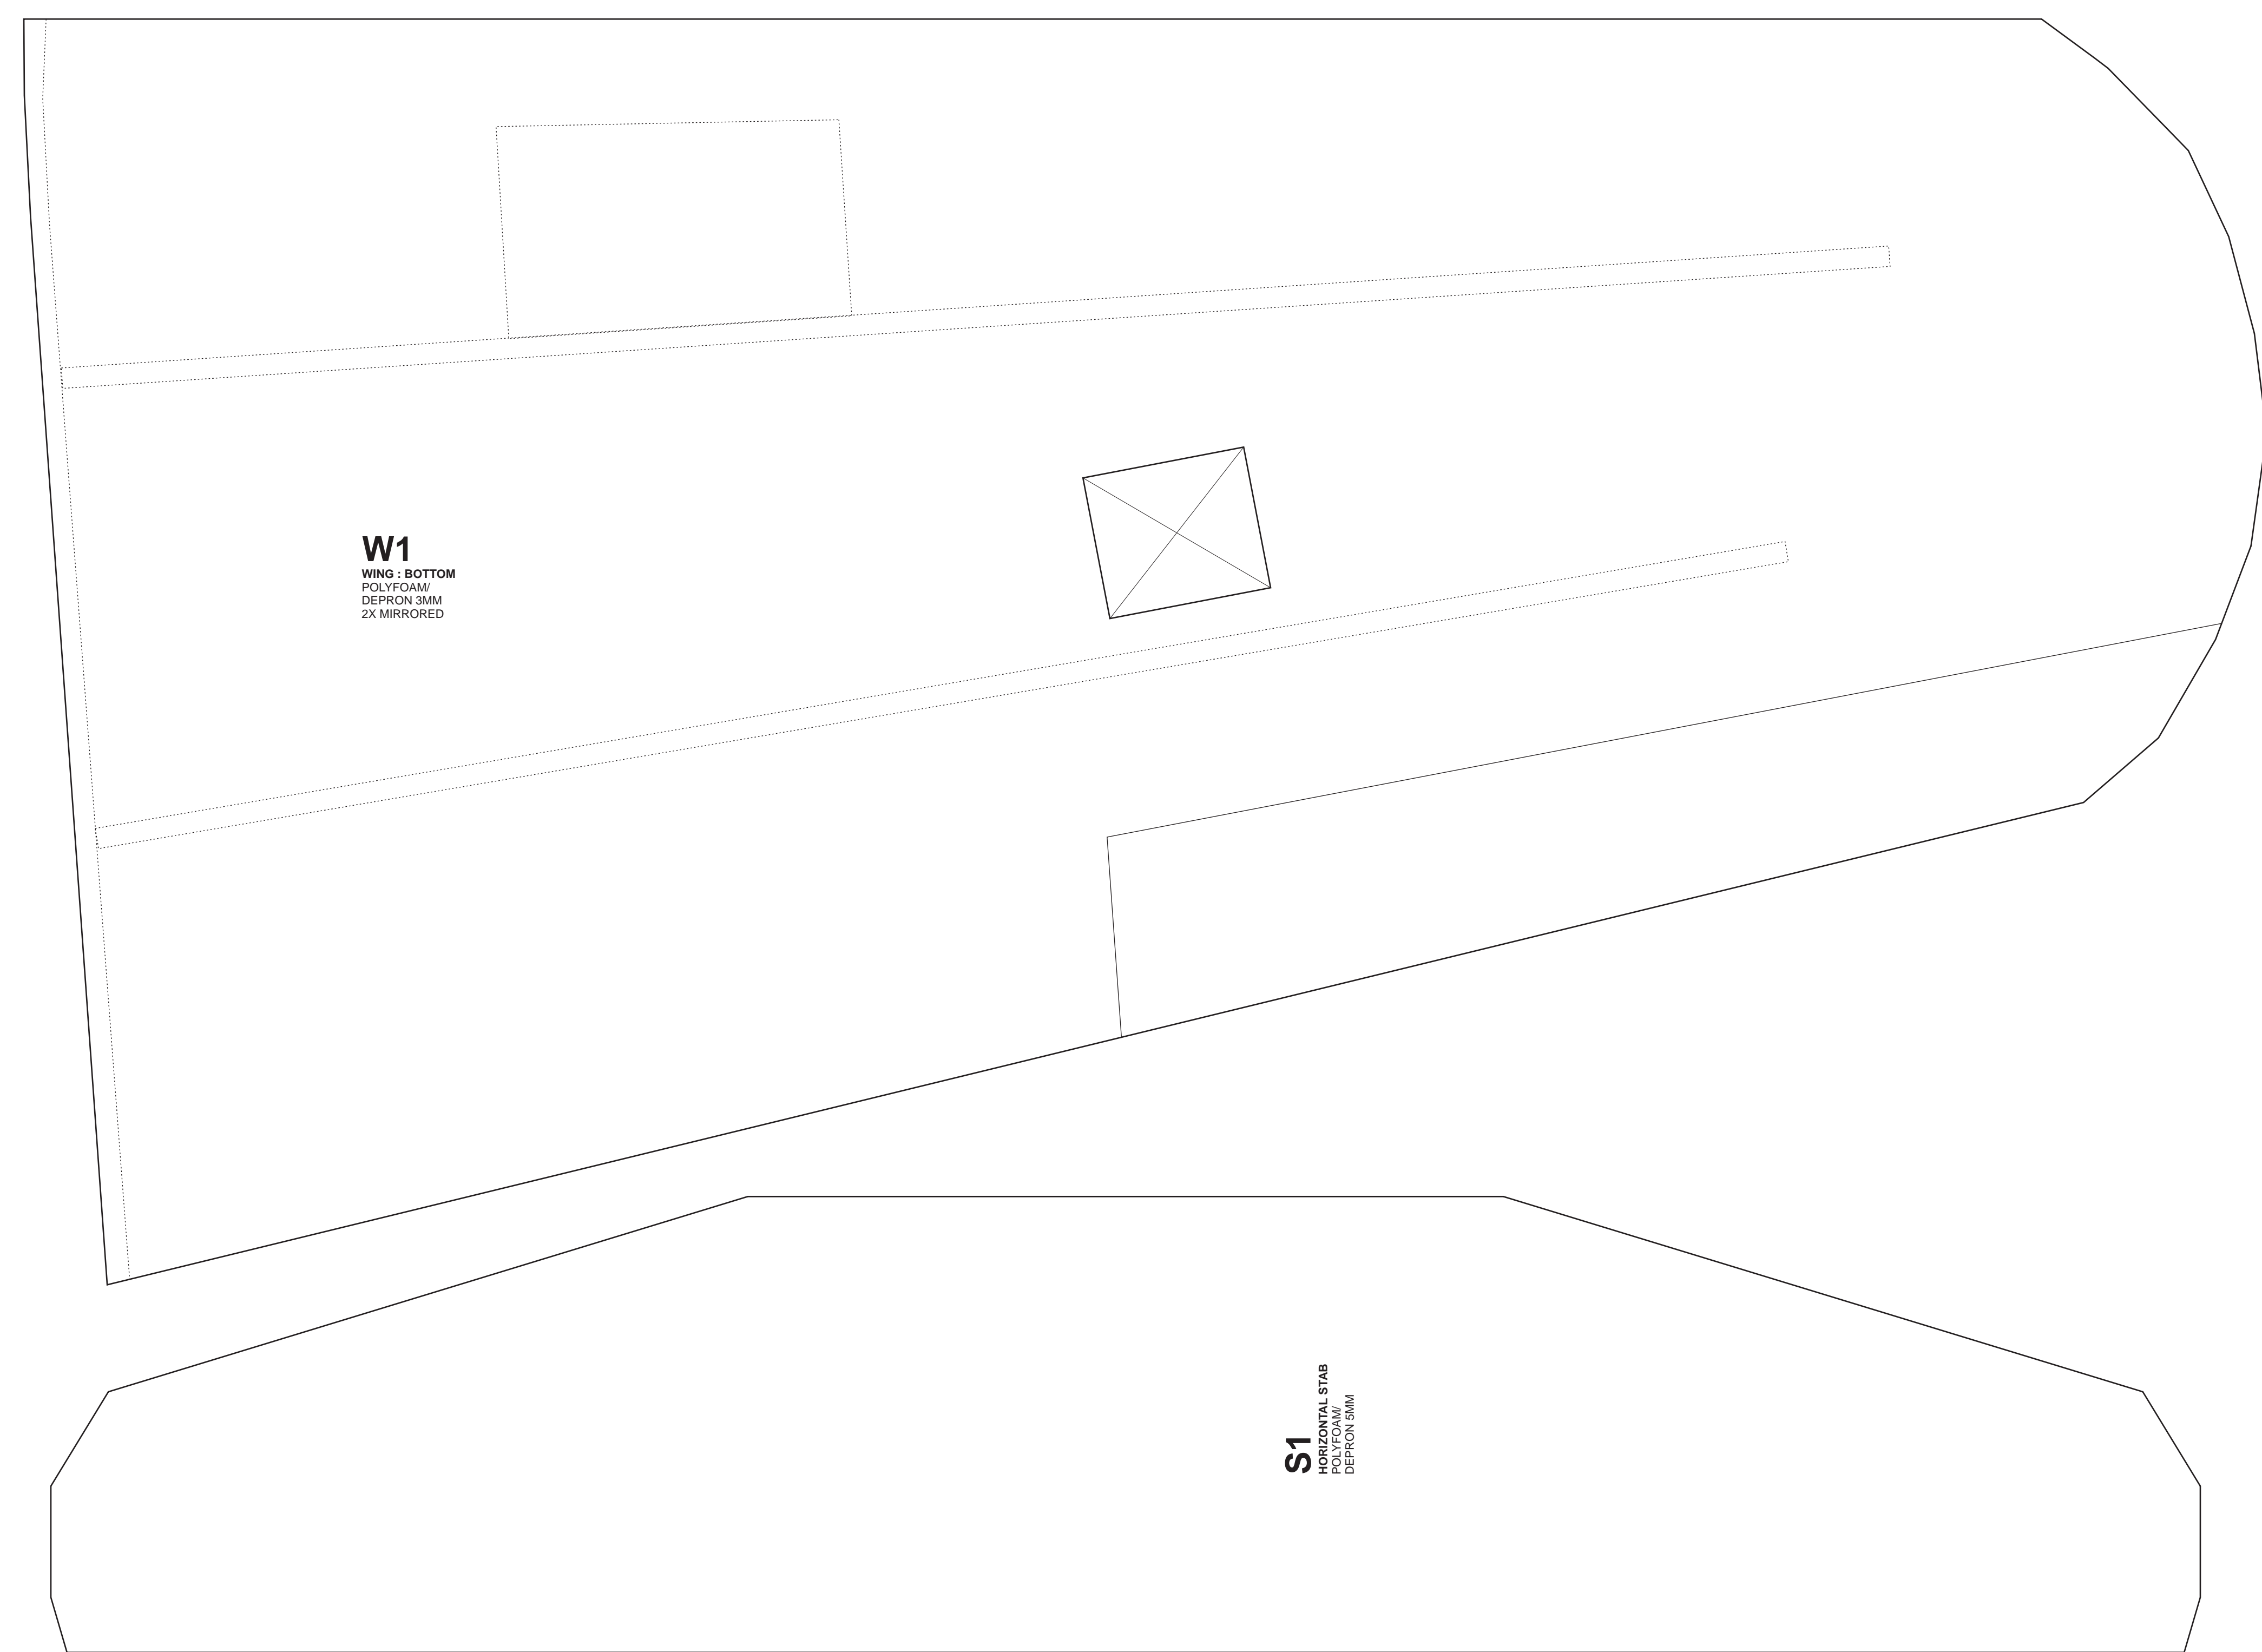 W1
WING : BOTTOM
POLYFOAM/
DEPRON 3MM
2X MIRRORED
S1
HORIZONTAL STAB
POLYFOAM/
DEPRON 5MM